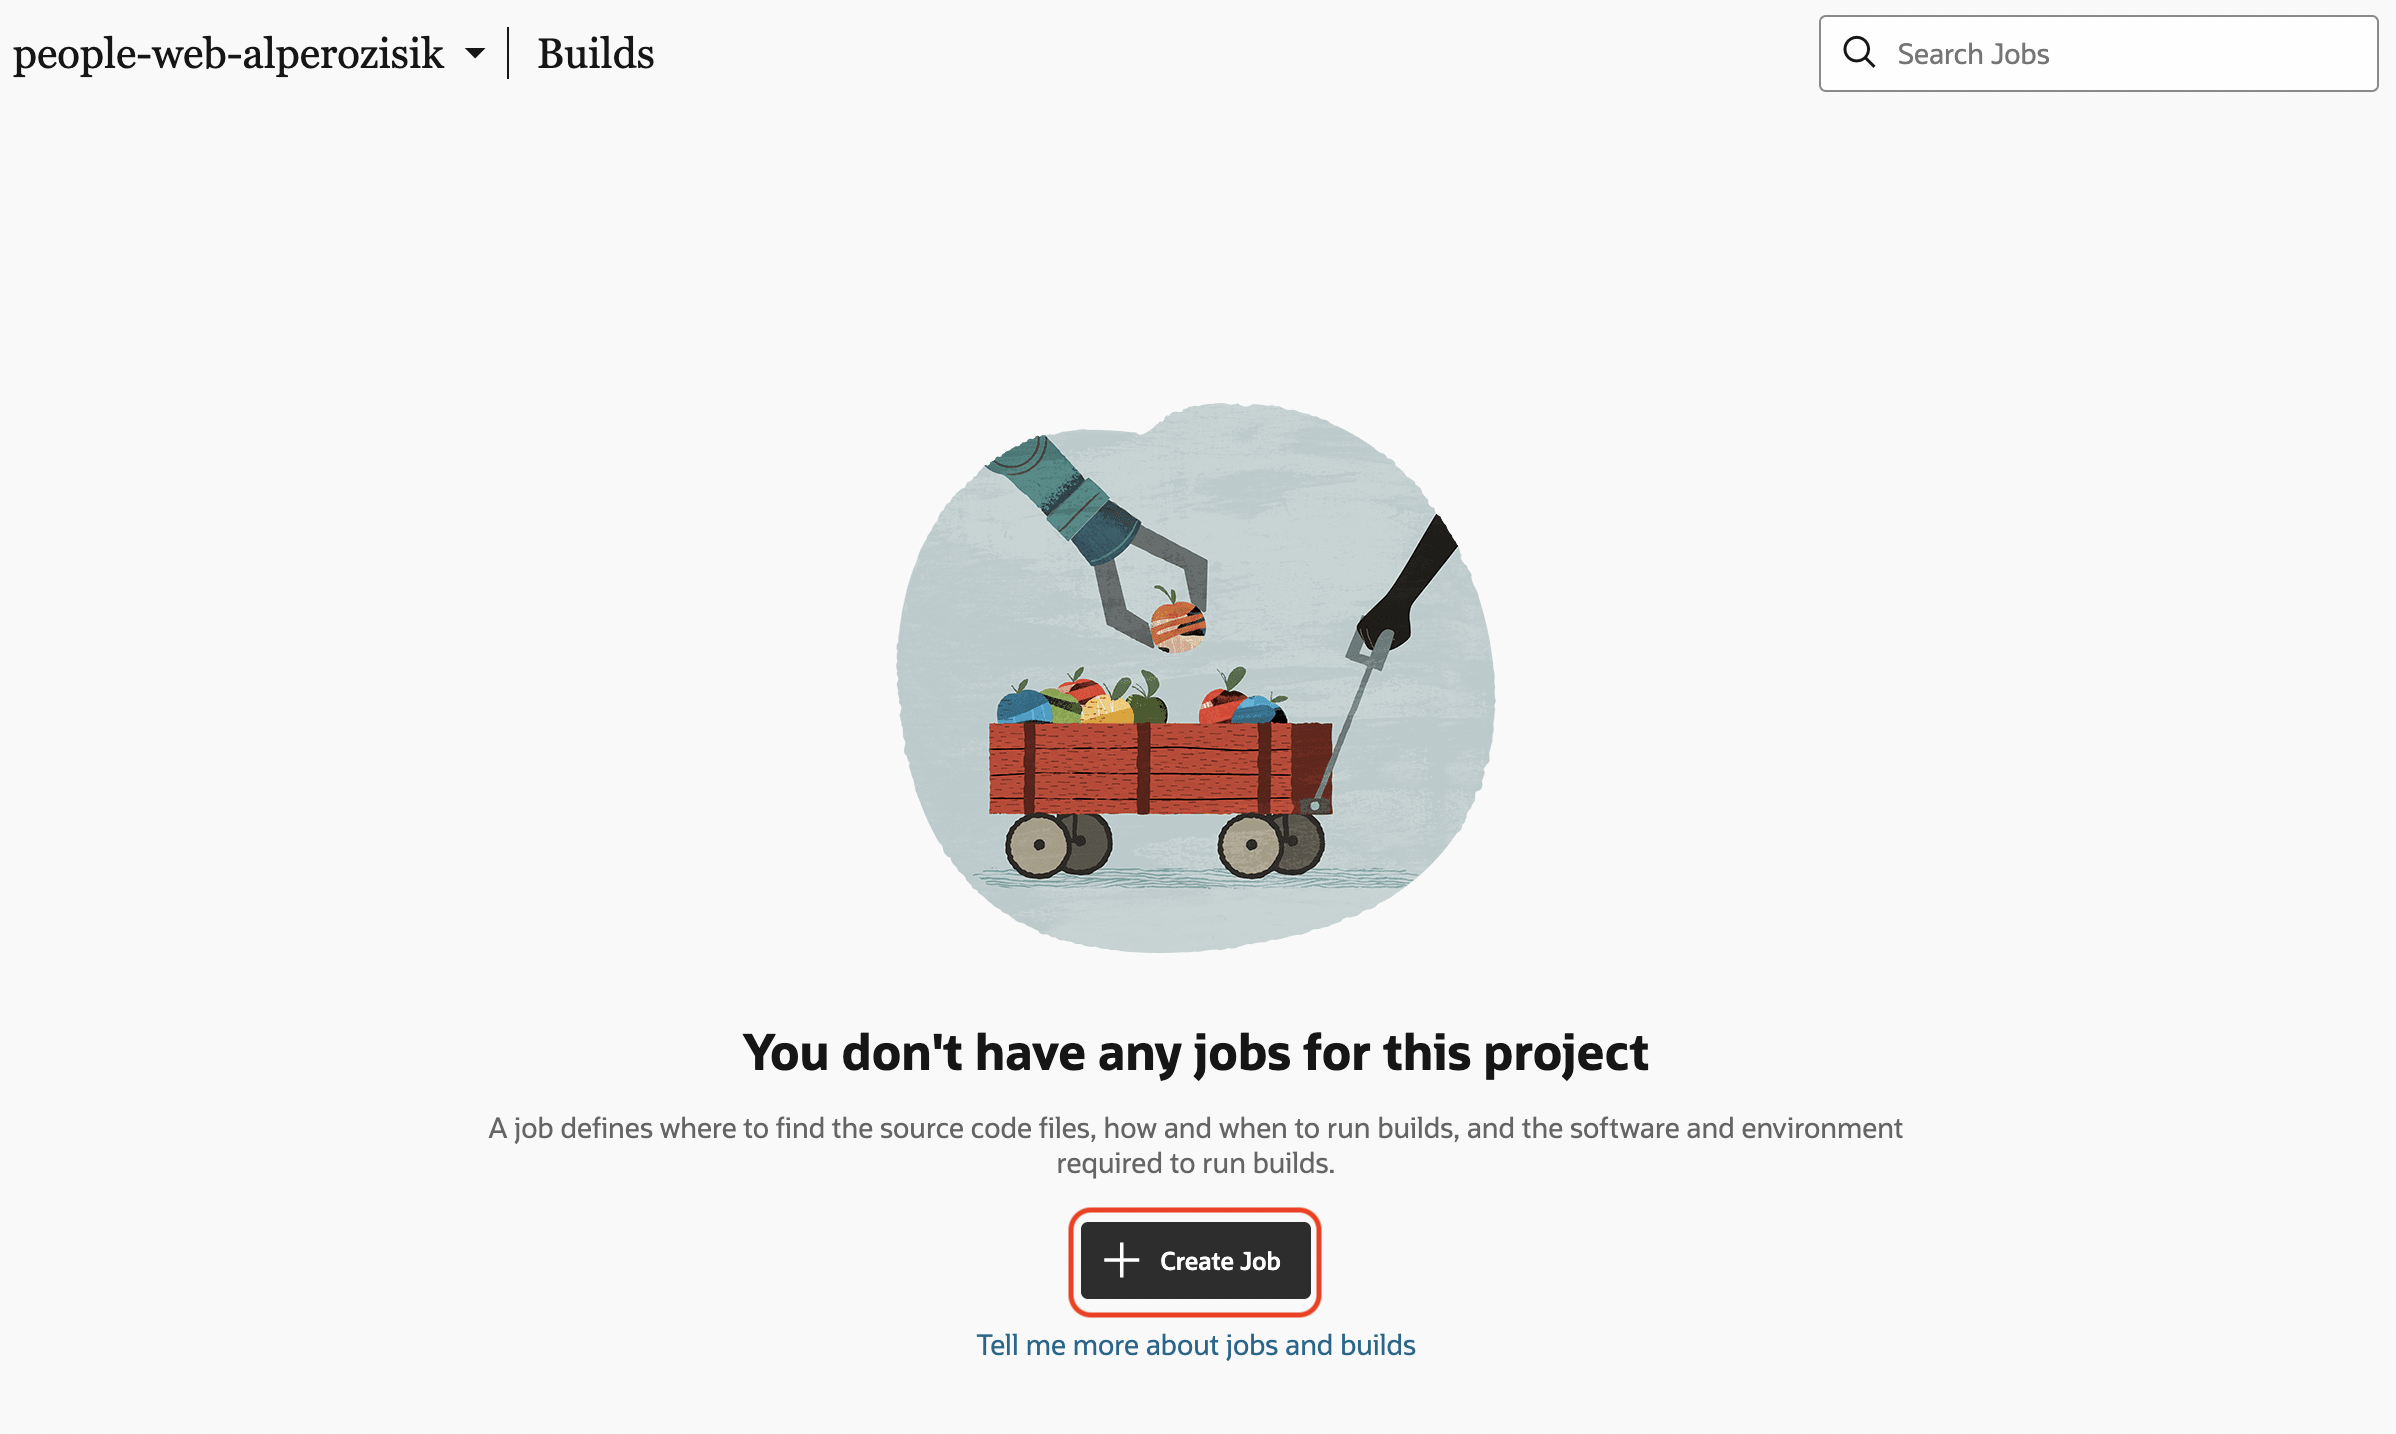 people-web-alperozisik Builds
Search Jobs
You don't have any jobs for this project
A job defines where to find the source code files, how and when to run builds, and the software and environment
required to run builds.
Create Job
Tell me more about jobs and builds